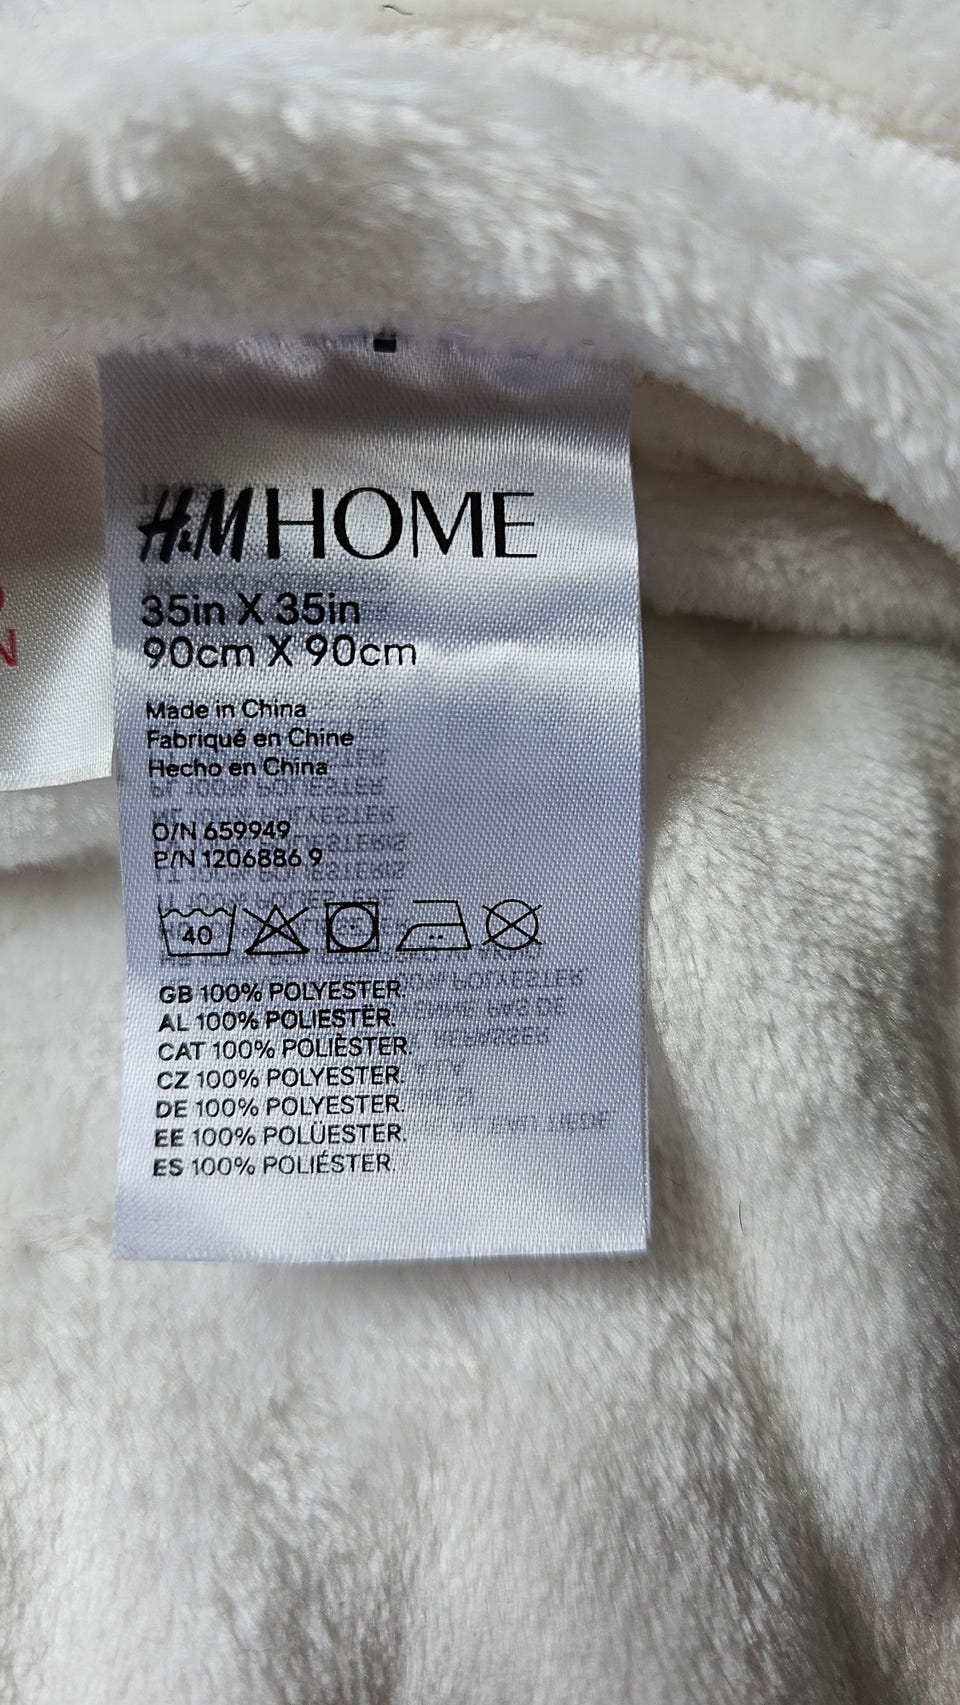 H&M HOME
35in X 35in
90cm X 90cm
Made in China
Fabriqué en Chine
Hecho en China
O/N 659949
P/N 1206886 9
40
GB 100% POLYESTER.
AL 100% POLIESTËR.
CAT 100% POLIÈSTER.
CZ 100% POLYESTER.
DE 100% POLYESTER.
EE 100% POLÜESTER.
ES 100% POLIÉSTER.